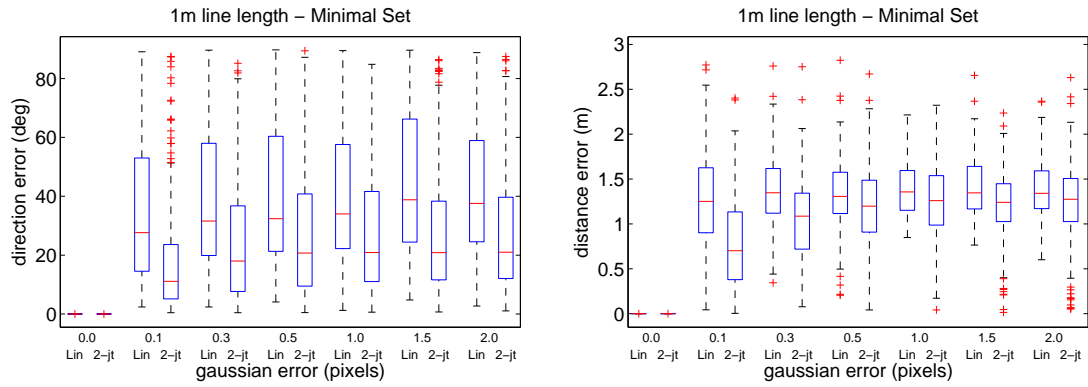 1m line length − Minimal Set
direction error (deg)
80
60
40
20
0
0.0 0.1 0.3 0.5 1.0 1.5 2.0
Lin 2−jt Lin 2−jt Lin 2−jt Lin 2−jt Lin 2−jt Lin 2−jt Lin 2−jt
gaussian error (pixels)
1m line length − Minimal Set
distance error (m)
3
2.5
2
1.5
1
0.5
0
0.0 0.1 0.3 0.5 1.0 1.5 2.0
Lin 2−jt Lin 2−jt Lin 2−jt Lin 2−jt Lin 2−jt Lin 2−jt Lin 2−jt
gaussian error (pixels)